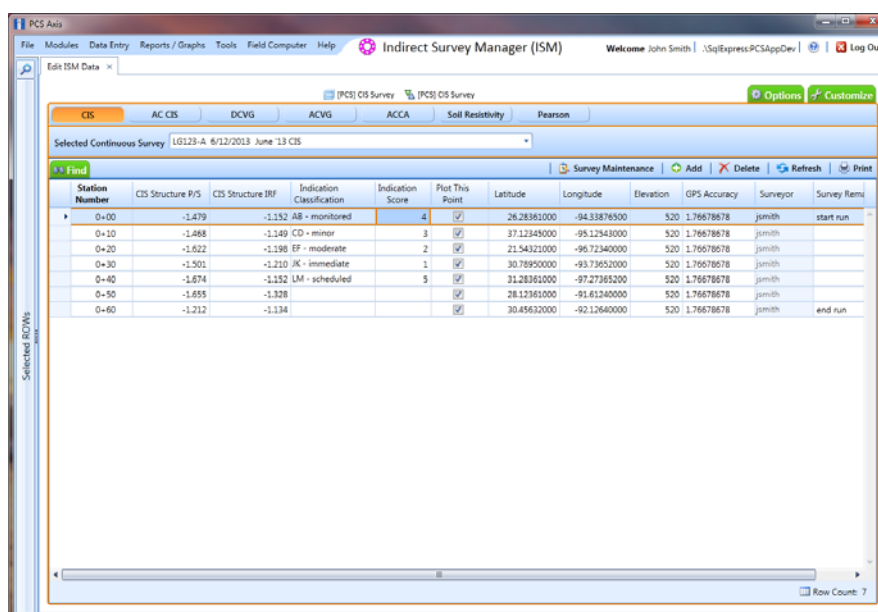 PCS Axis
File Modules Data Entry Reports / Graphs Tools Field Computer Help Indirect Survey Manager (ISM) Welcome John Smith .\SqlExpress:PCSAppDev Log Ou
Edit ISM Data
[PCS] CIS Survey [PCS] CIS Survey Options Customize
CIS AC CIS DCVG ACVG ACCA Soil Resistivity Pearson
Selected Continuous Survey LG123-A 6/12/2013 June '13 CIS
Find Survey Maintenance Add Delete Refresh Print
Station Number CIS Structure P/S CIS Structure IRF Indication Classification Indication Score Plot This Point Latitude Longitude Elevation GPS Accuracy Surveyor Survey Rema
0+00 -1.479 -1.152 AB - monitored 4 26.28361000 -94.33876500 520 1.76678678 jsmith start run
0+10 -1.468 -1.149 CD - minor 3 37.12345000 -95.12543000 520 1.76678678 jsmith
0+20 -1.622 -1.198 EF - moderate 2 21.54321000 -96.72340000 520 1.76678678 jsmith
0+30 -1.501 -1.210 JK - immediate 1 30.78950000 -93.73652000 520 1.76678678 jsmith
0+40 -1.674 -1.152 LM - scheduled 5 31.28361000 -97.27365200 520 1.76678678 jsmith
0+50 -1.655 -1.328 28.12361000 -91.61240000 520 1.76678678 jsmith
0+60 -1.212 -1.134 30.45632000 -92.12640000 520 1.76678678 jsmith end run
Selected ROWs
Row Count: 7